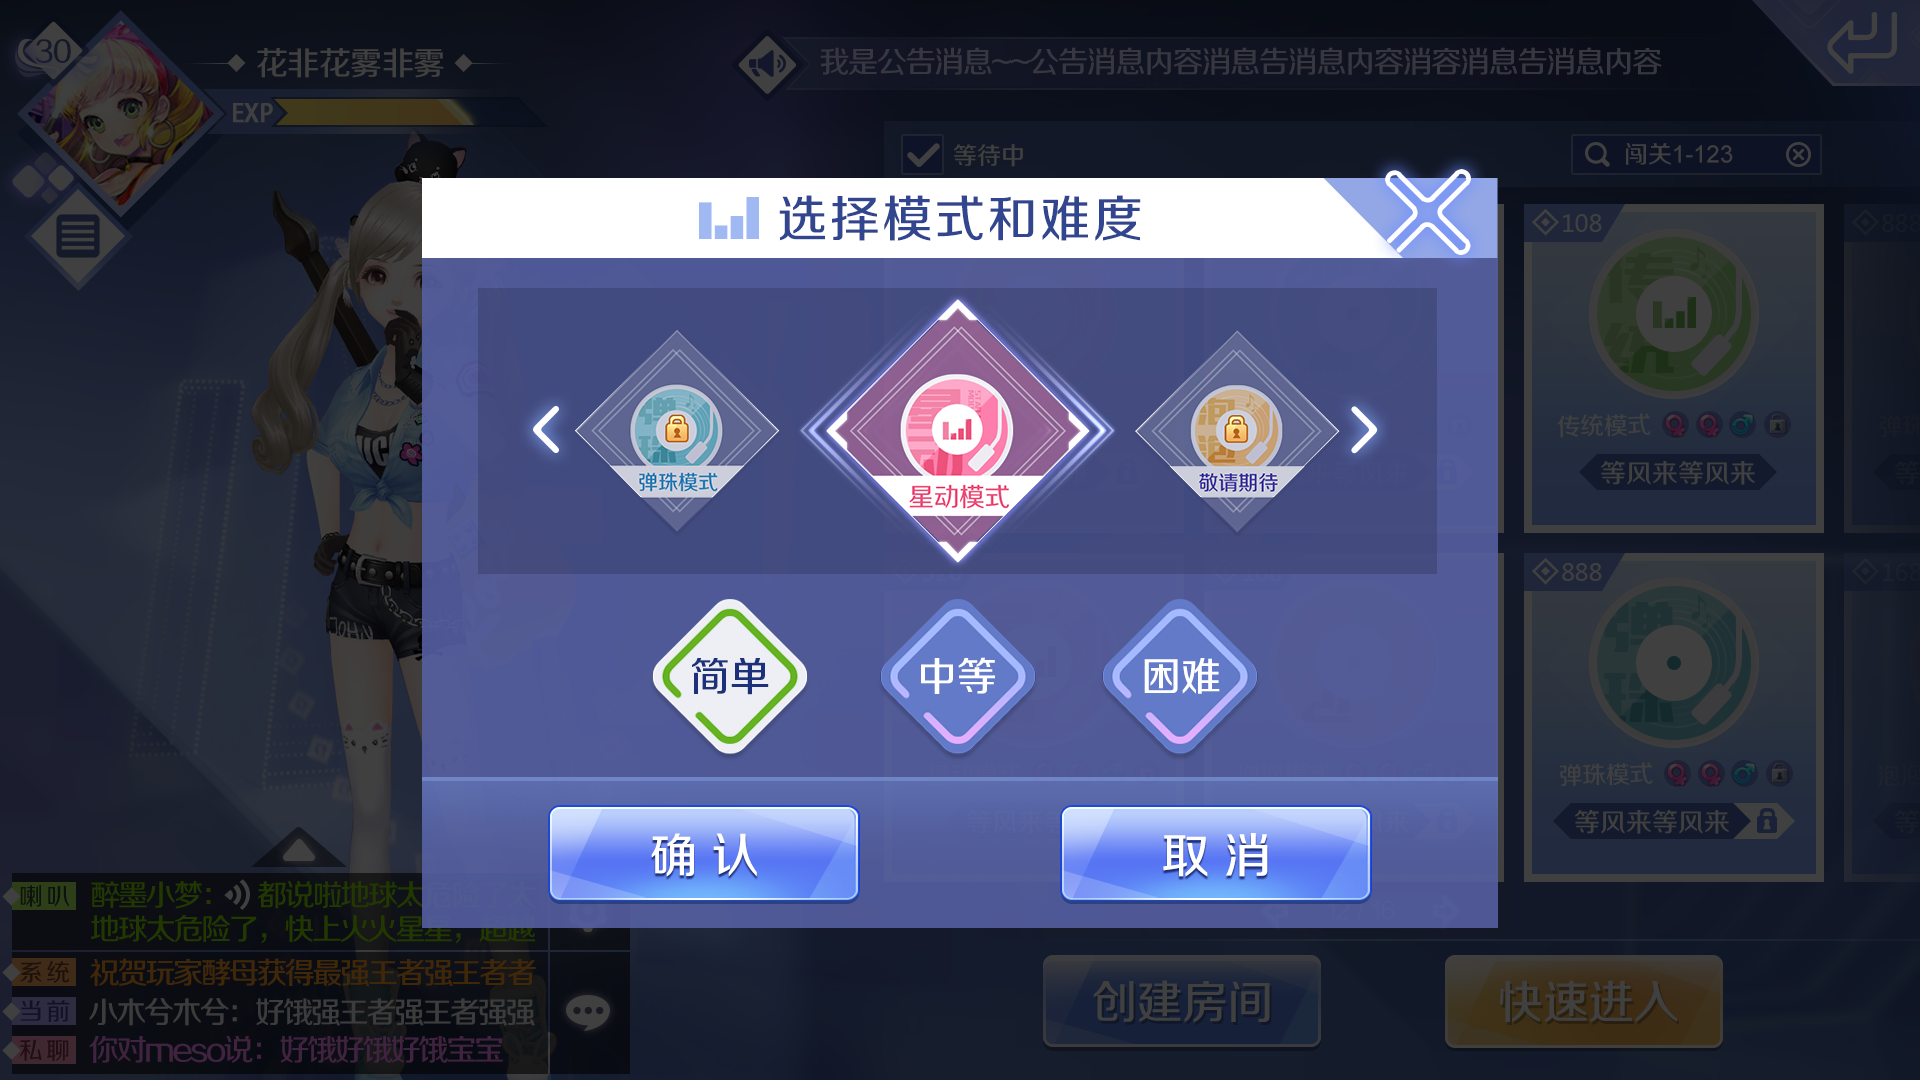 30
花非花雾非雾
EXP
我是公告消息~~公告消息内容消息告消息内容消容消息告消息内容
等待中
闯关1-123
选择模式和难度
弹珠模式
星动模式
敬请期待
简单
中等
困难
确认
取消
108
传统模式
等风来等风来
888
弹珠模式
等风来等风来
喇叭 醉墨小梦：都说啦地球太
地球太危险了，快上火火星星，超越
系统 祝贺玩家酵母获得最强王者强王者者
当前 小木兮木兮：好饿强王者强王者强强
私聊 你对meso说：好饿好饿好饿宝宝
创建房间
快速进入